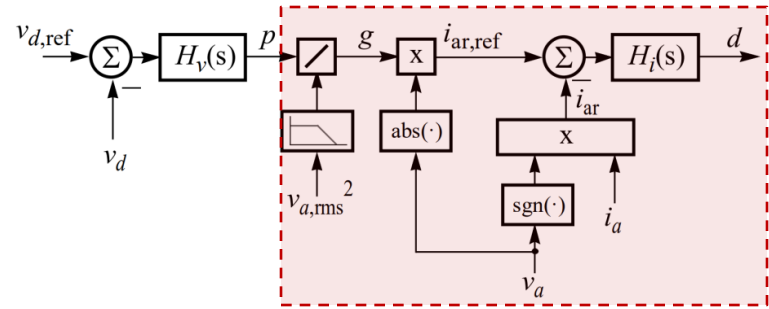 v_{d,ref}
Σ
−
v_d
H_v(s)
p
/
g
x
i_{ar,ref}
Σ
−
i_{ar}
H_i(s)
d
abs(·)
x
v_{a,rms}²
sgn(·)
i_a
v_a